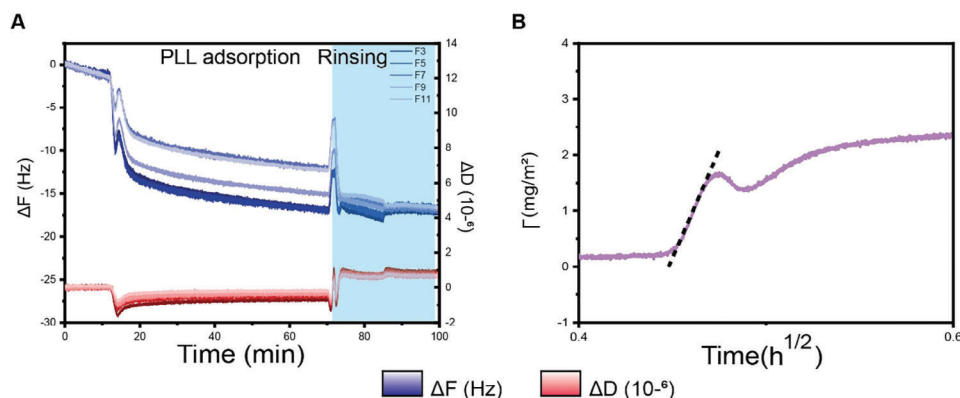 A
B
PLL adsorption
Rinsing
F3
F5
F7
F9
F11
0
-5
-10
-15
-20
-25
-30
ΔF (Hz)
14
12
10
8
6
4
2
0
-2
ΔD (10-⁶)
0
20
40
60
80
100
Time (min)
4
3
2
1
0
-1
Γ(mg/m²)
0.4
0.6
Time(h^1/2)
ΔF (Hz)
ΔD (10-⁶)